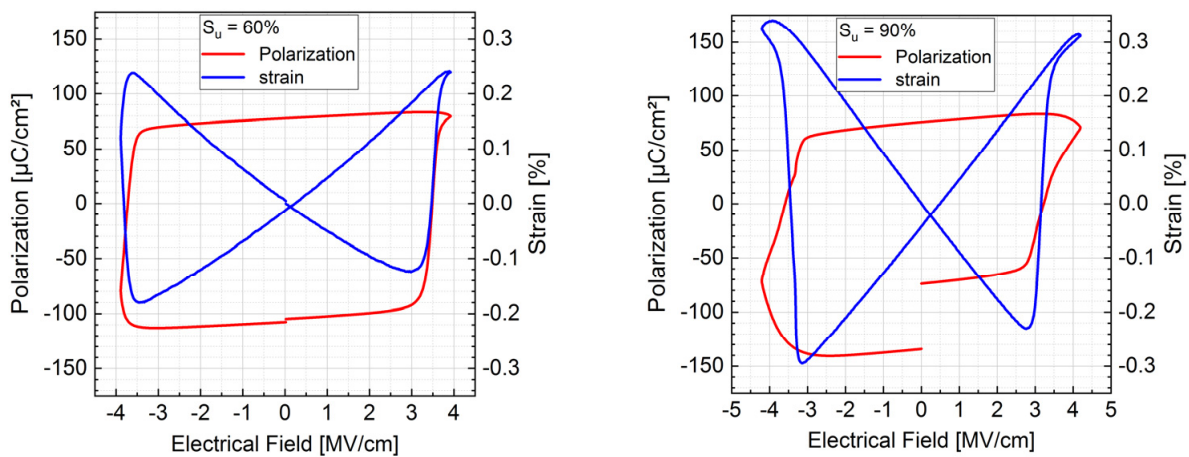 S_u = 60%
Polarization
strain
150
100
50
0
-50
-100
-150
Polarization [µC/cm²]
0.3
0.2
0.1
0.0
-0.1
-0.2
-0.3
Strain [%]
-4 -3 -2 -1 0 1 2 3 4
Electrical Field [MV/cm]
S_u = 90%
Polarization
strain
150
100
50
0
-50
-100
-150
Polarization [µC/cm²]
0.3
0.2
0.1
0.0
-0.1
-0.2
-0.3
Strain [%]
-5 -4 -3 -2 -1 0 1 2 3 4 5
Electrical Field [MV/cm]